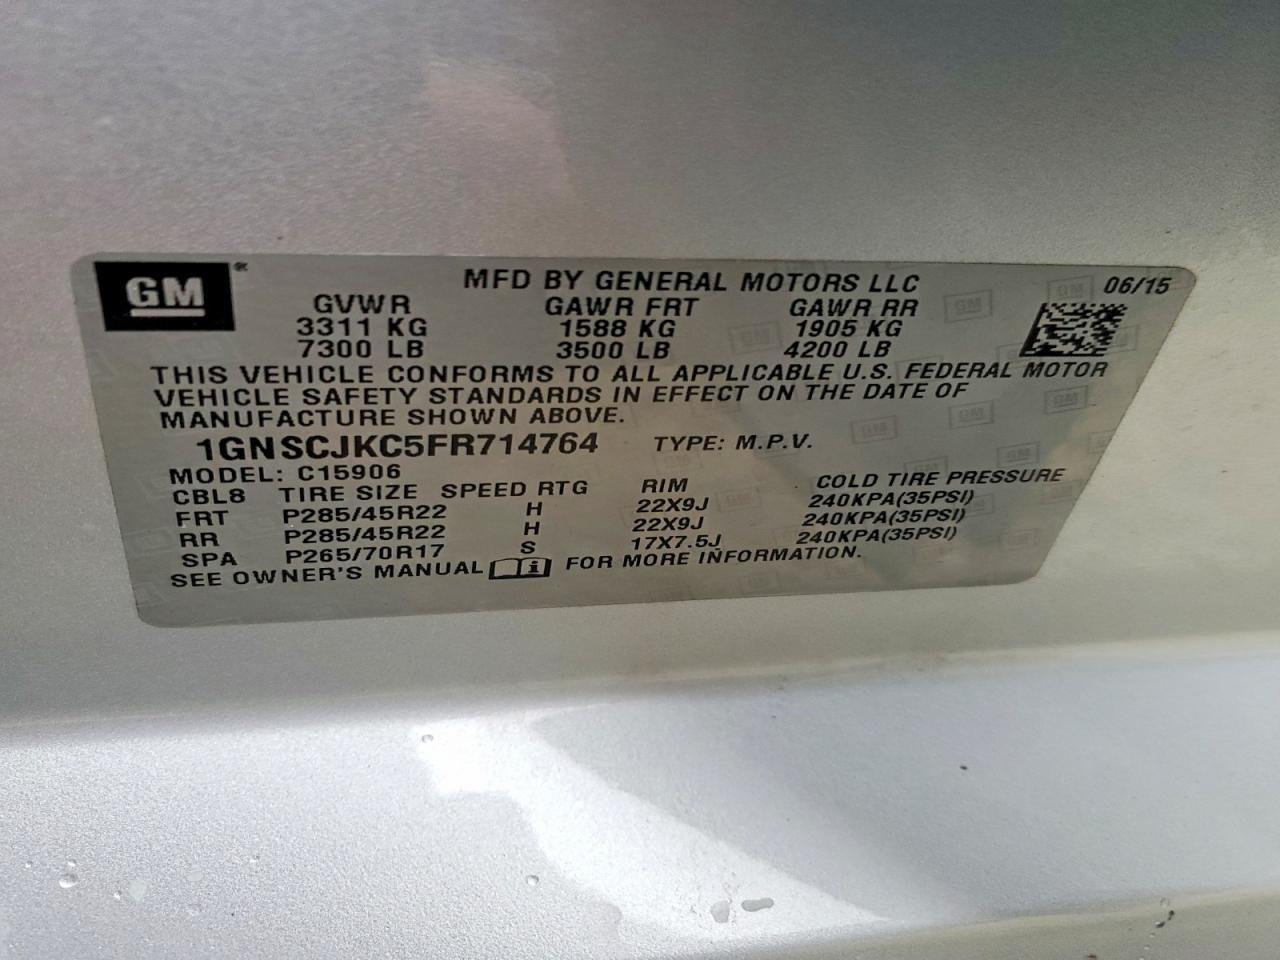 GM®
MFD BY GENERAL MOTORS LLC 06/15
GVWR GAWR FRT GAWR RR
3311 KG 1588 KG 1905 KG
7300 LB 3500 LB 4200 LB
THIS VEHICLE CONFORMS TO ALL APPLICABLE U.S. FEDERAL MOTOR
VEHICLE SAFETY STANDARDS IN EFFECT ON THE DATE OF
MANUFACTURE SHOWN ABOVE.
1GNSCJKC5FR714764 TYPE: M.P.V.
MODEL: C15906
CBL8 TIRE SIZE SPEED RTG RIM COLD TIRE PRESSURE
FRT P285/45R22 H 22X9J 240KPA(35PSI)
RR P285/45R22 H 22X9J 240KPA(35PSI)
SPA P265/70R17 S 17X7.5J 240KPA(35PSI)
SEE OWNER'S MANUAL FOR MORE INFORMATION.